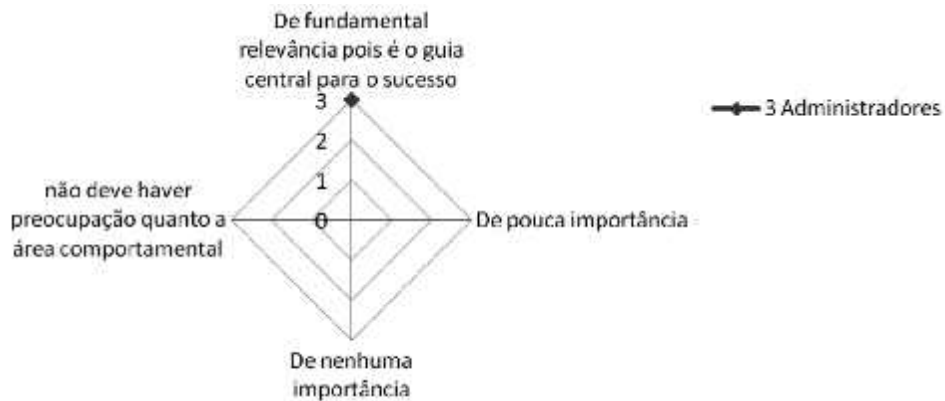 De fundamental
relevância pois é o guia
central para o sucesso
3
3 Administradores
2
1
não deve haver
preocupação quanto a
área comportamental
0
De pouca importância
De nenhuma
importância